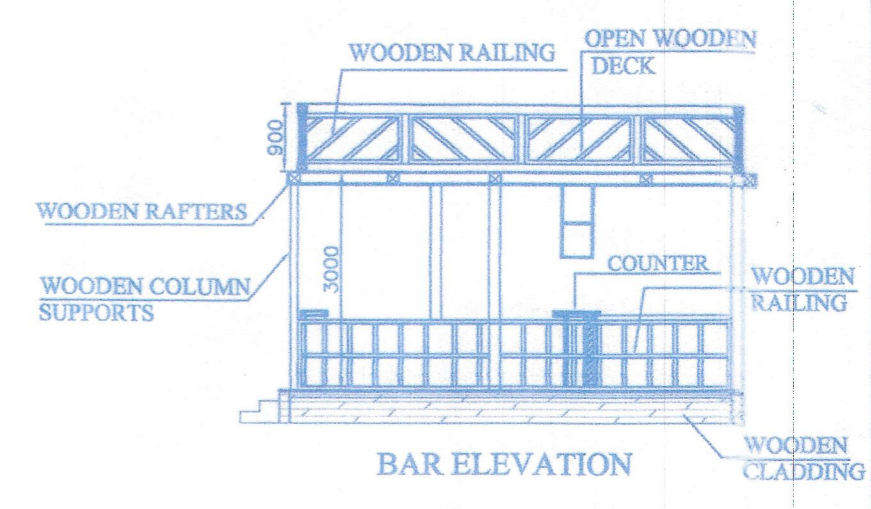 OPEN WOODEN
DECK
WOODEN RAILING
900
WOODEN RAFTERS
3000
COUNTER
WOODEN
RAILING
WOODEN COLUMN
SUPPORTS
WOODEN
CLADDING
BAR ELEVATION